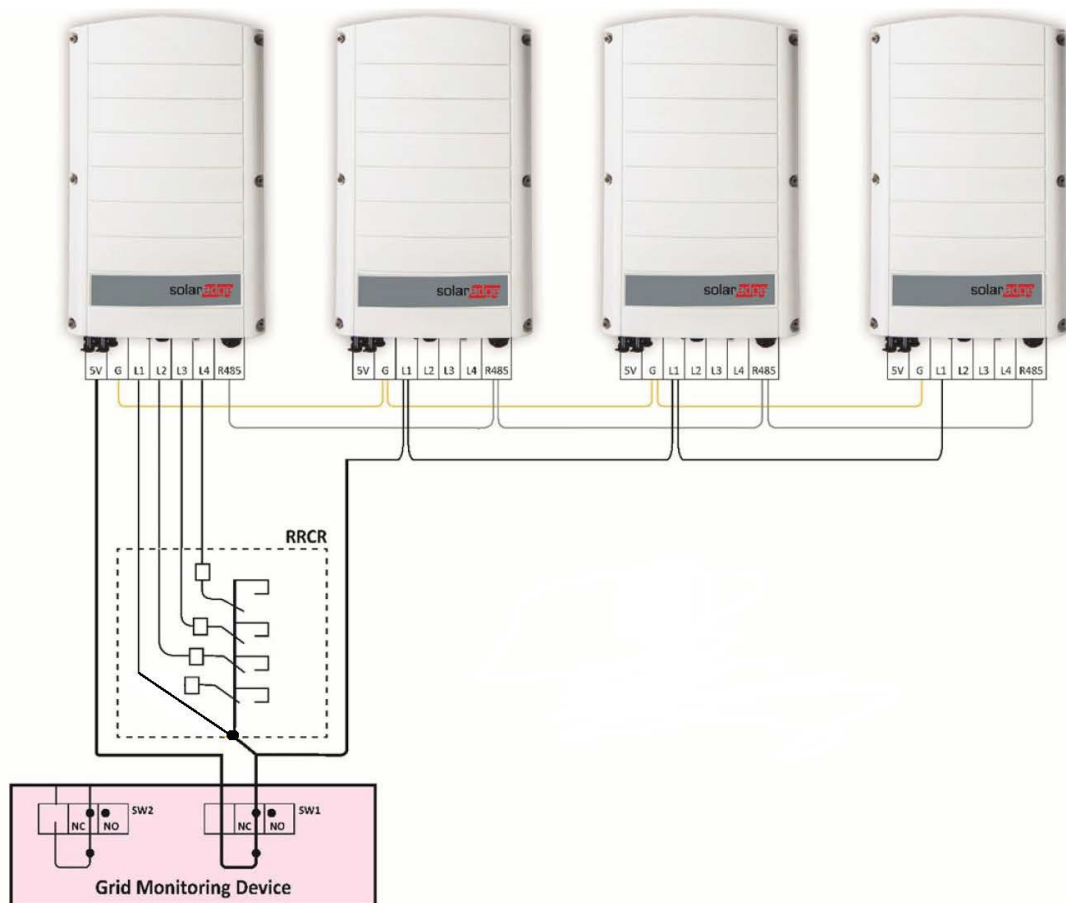 solaredge
solaredge
solaredge
solaredge
5V G L1 L2 L3 L4 R485
5V G L1 L2 L3 L4 R485
5V G L1 L2 L3 L4 R485
5V G L1 L2 L3 L4 R485
RRCR
NC NO SW2
NC NO SW1
Grid Monitoring Device